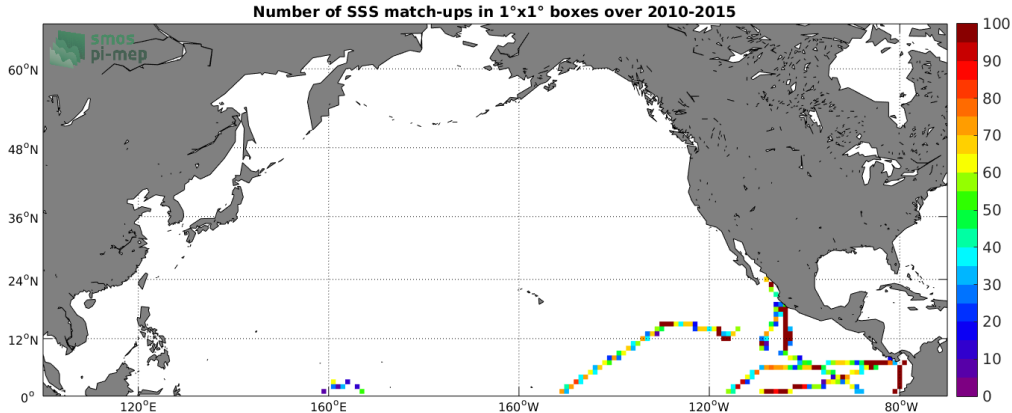 Number of SSS match-ups in 1°x1° boxes over 2010-2015
smos
pi-mep
60°N
48°N
36°N
24°N
12°N
0°
120°E
160°E
160°W
120°W
80°W
100
90
80
70
60
50
40
30
20
10
0